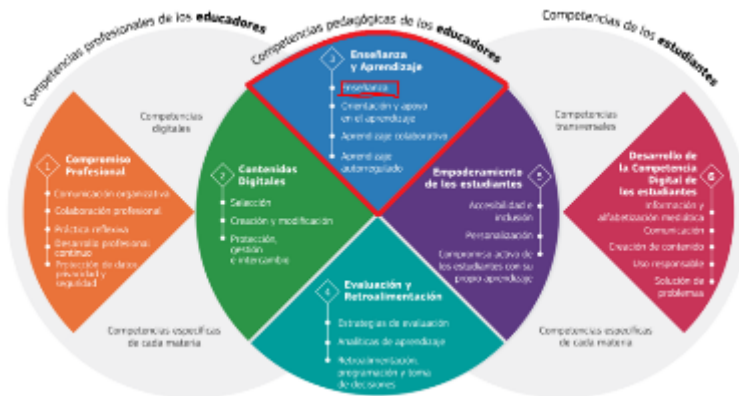 Competencias profesionales de los educadores
Competencias pedagógicas de los educadores
Competencias de los estudiantes
Competencias
digitales
Competencias
transversales
1
Compromiso
Profesional
Comunicación organizativa
Colaboración profesional
Práctica reflexiva
Desarrollo profesional
continuo
Protección de datos,
privacidad y
seguridad
2
Contenidos
Digitales
Selección
Creación y modificación
Protección,
gestión
e intercambio
3
Enseñanza
y Aprendizaje
Enseñanza
Orientación y apoyo
en el aprendizaje
Aprendizaje colaborativo
Aprendizaje
autorregulado
4
Evaluación y
Retroalimentación
Estrategias de evaluación
Analíticas de aprendizaje
Retroalimentación,
programación y toma
de decisiones
5
Empoderamiento
de los estudiantes
Accesibilidad e
inclusión
Personalización
Compromiso activo de
los estudiantes con su
propio aprendizaje
6
Desarrollo de
la Competencia
Digital de
los estudiantes
Información y
alfabetización mediática
Comunicación
Creación de contenido
Uso responsable
Solución de
problemas
Competencias específicas
de cada materia
Competencias específicas
de cada materia